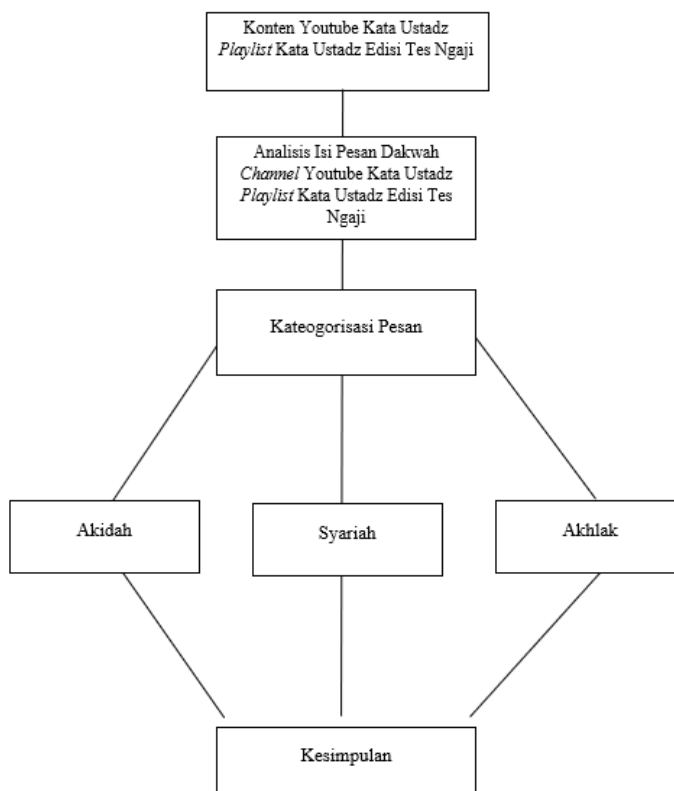 Konten Youtube Kata Ustadz
Playlist Kata Ustadz Edisi Tes Ngaji
Analisis Isi Pesan Dakwah
Channel Youtube Kata Ustadz
Playlist Kata Ustadz Edisi Tes
Ngaji
Kateogorisasi Pesan
Akidah
Syariah
Akhlak
Kesimpulan